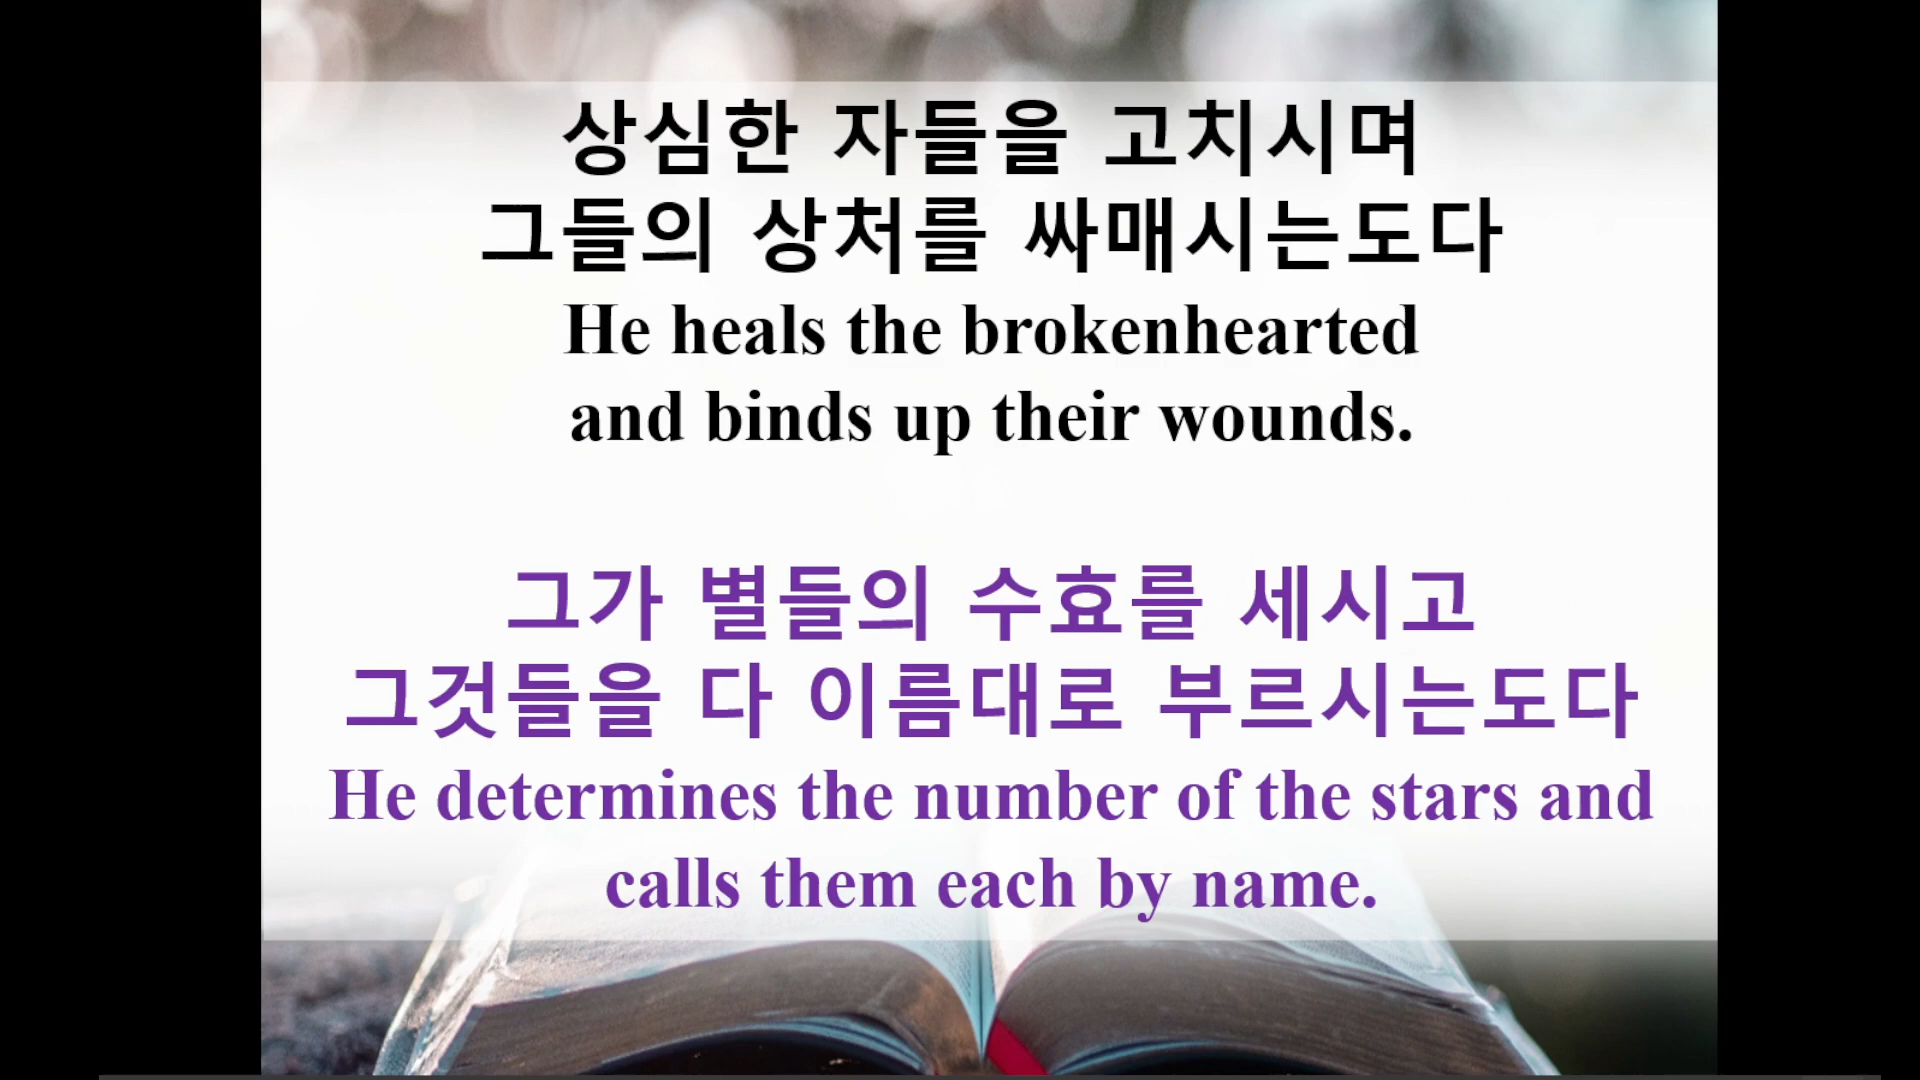 상심한 자들을 고치시며
그들의 상처를 싸매시는도다
He heals the brokenhearted
and binds up their wounds.
그가 별들의 수효를 세시고
그것들을 다 이름대로 부르시는도다
He determines the number of the stars and
calls them each by name.